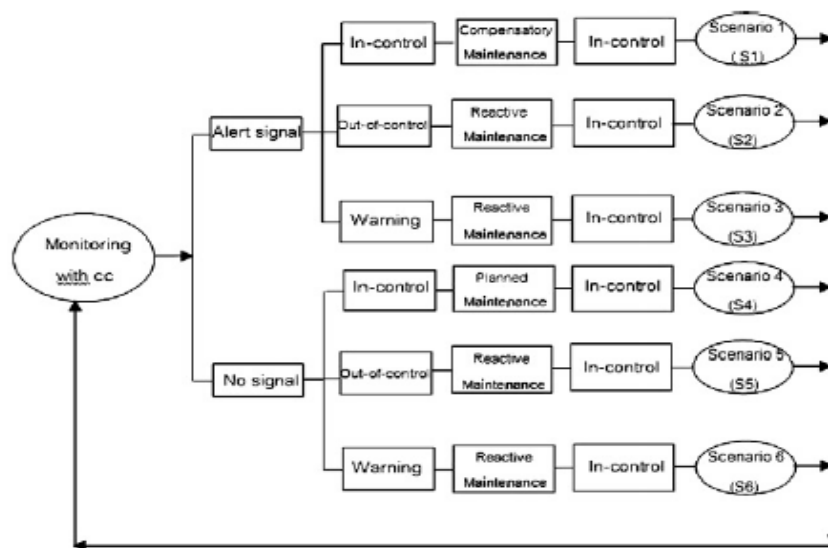 In-control
Compensatory
Maintenance
In-control
Scenario 1
(S1)
Alert signal
Out-of-control
Reactive
Maintenance
In-control
Scenario 2
(S2)
Warning
Reactive
Maintenance
In-control
Scenario 3
(S3)
Monitoring
with cc
In-control
Planned
Maintenance
In-control
Scenario 4
(S4)
No signal
Out-of-control
Reactive
Maintenance
In-control
Scenario 5
(S5)
Warning
Reactive
Maintenance
In-control
Scenario 6
(S6)